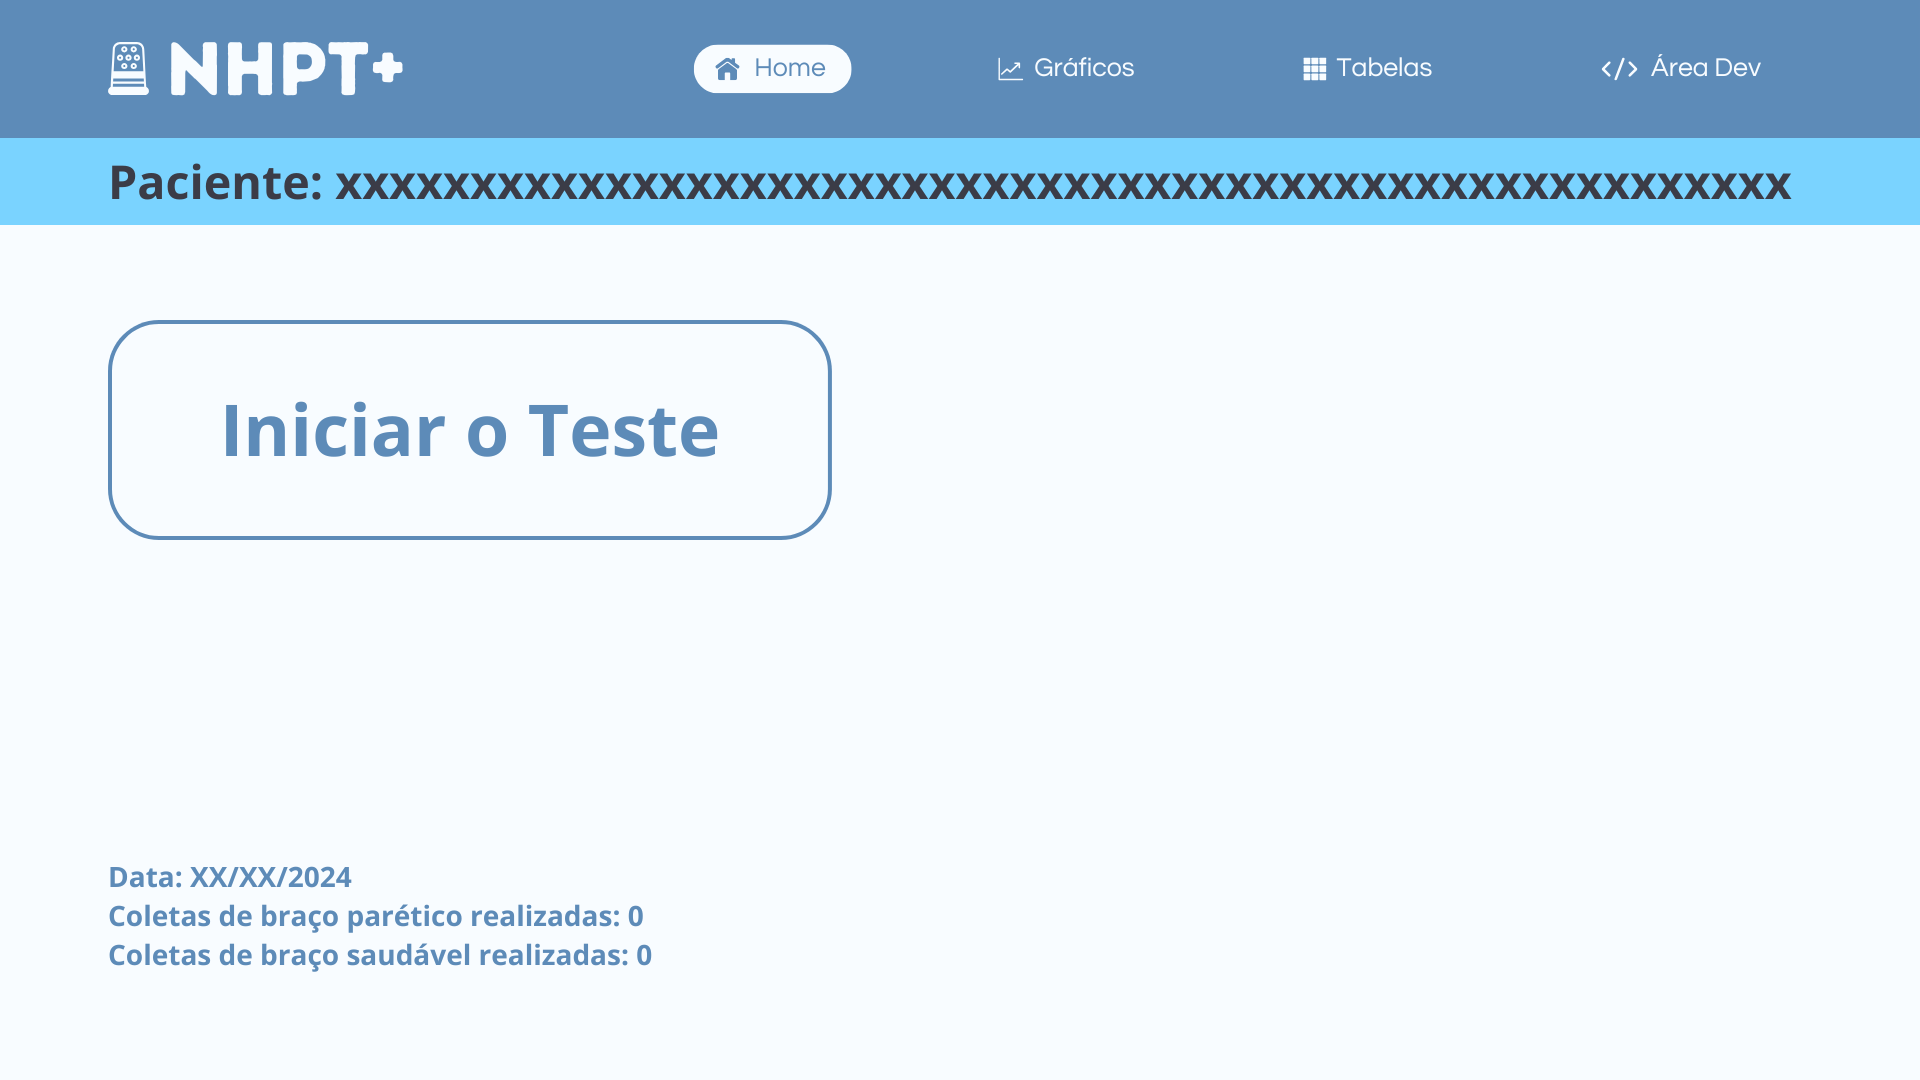 NHPT+
Home
Gráficos
Tabelas
</> Área Dev
Paciente: xxxxxxxxxxxxxxxxxxxxxxxxxxxxxxxxxxxxxxxxxxxxxxxxxxxxxx
Iniciar o Teste
Data: XX/XX/2024
Coletas de braço parético realizadas: 0
Coletas de braço saudável realizadas: 0